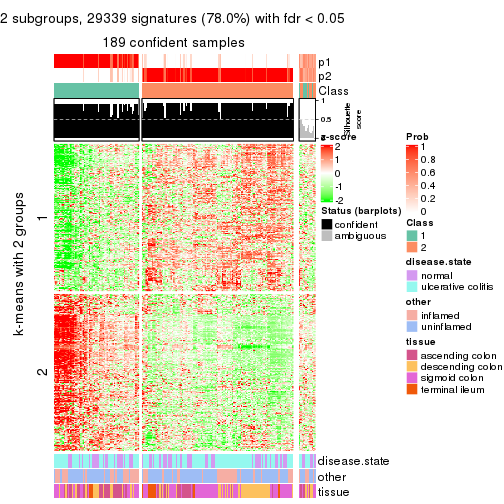 2 subgroups, 29339 signatures (78.0%) with fdr < 0.05
189 confident samples
p1
p2
Class
1
0.5
0
Silhouette
score
z-score
2
1
0
-1
-2
Status (barplots)
confident
ambiguous
Prob
1
0.8
0.6
0.4
0.2
0
Class
1
2
disease.state
normal
ulcerative colitis
other
inflamed
uninflamed
tissue
ascending colon
descending colon
sigmoid colon
terminal ileum
k-means with 2 groups
1
2
disease.state
other
tissue